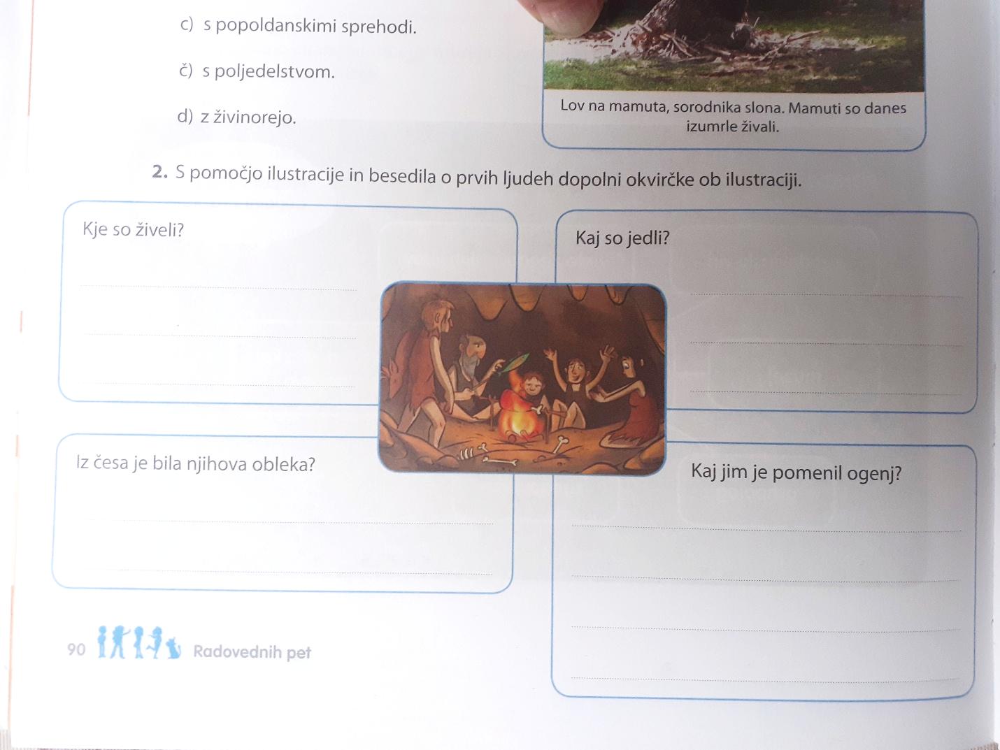 c) s popoldanskimi sprehodi.
č) s poljedelstvom.
d) z živinorejo.
Lov na mamuta, sorodnika slona. Mamuti so danes
izumrle živali.
2. S pomočjo ilustracije in besedila o prvih ljudeh dopolni okvirčke ob ilustraciji.
Kje so živeli?
Kaj so jedli?
Iz česa je bila njihova obleka?
Kaj jim je pomenil ogenj?
90 Radovednih pet